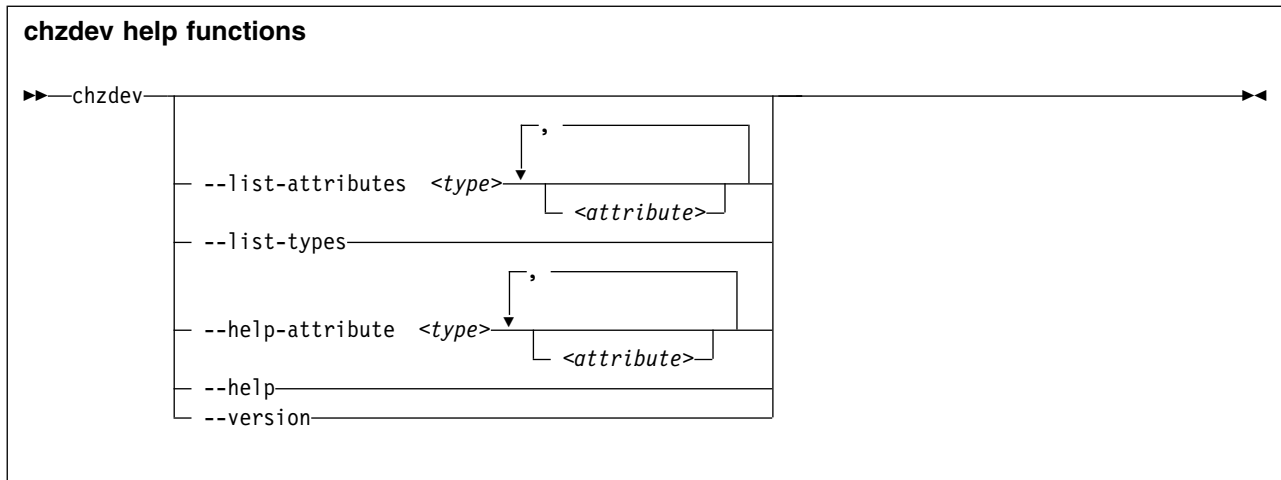 chzdev help functions
chzdev
,
--list-attributes <type>
<attribute>
--list-types
,
--help-attribute <type>
<attribute>
--help
--version